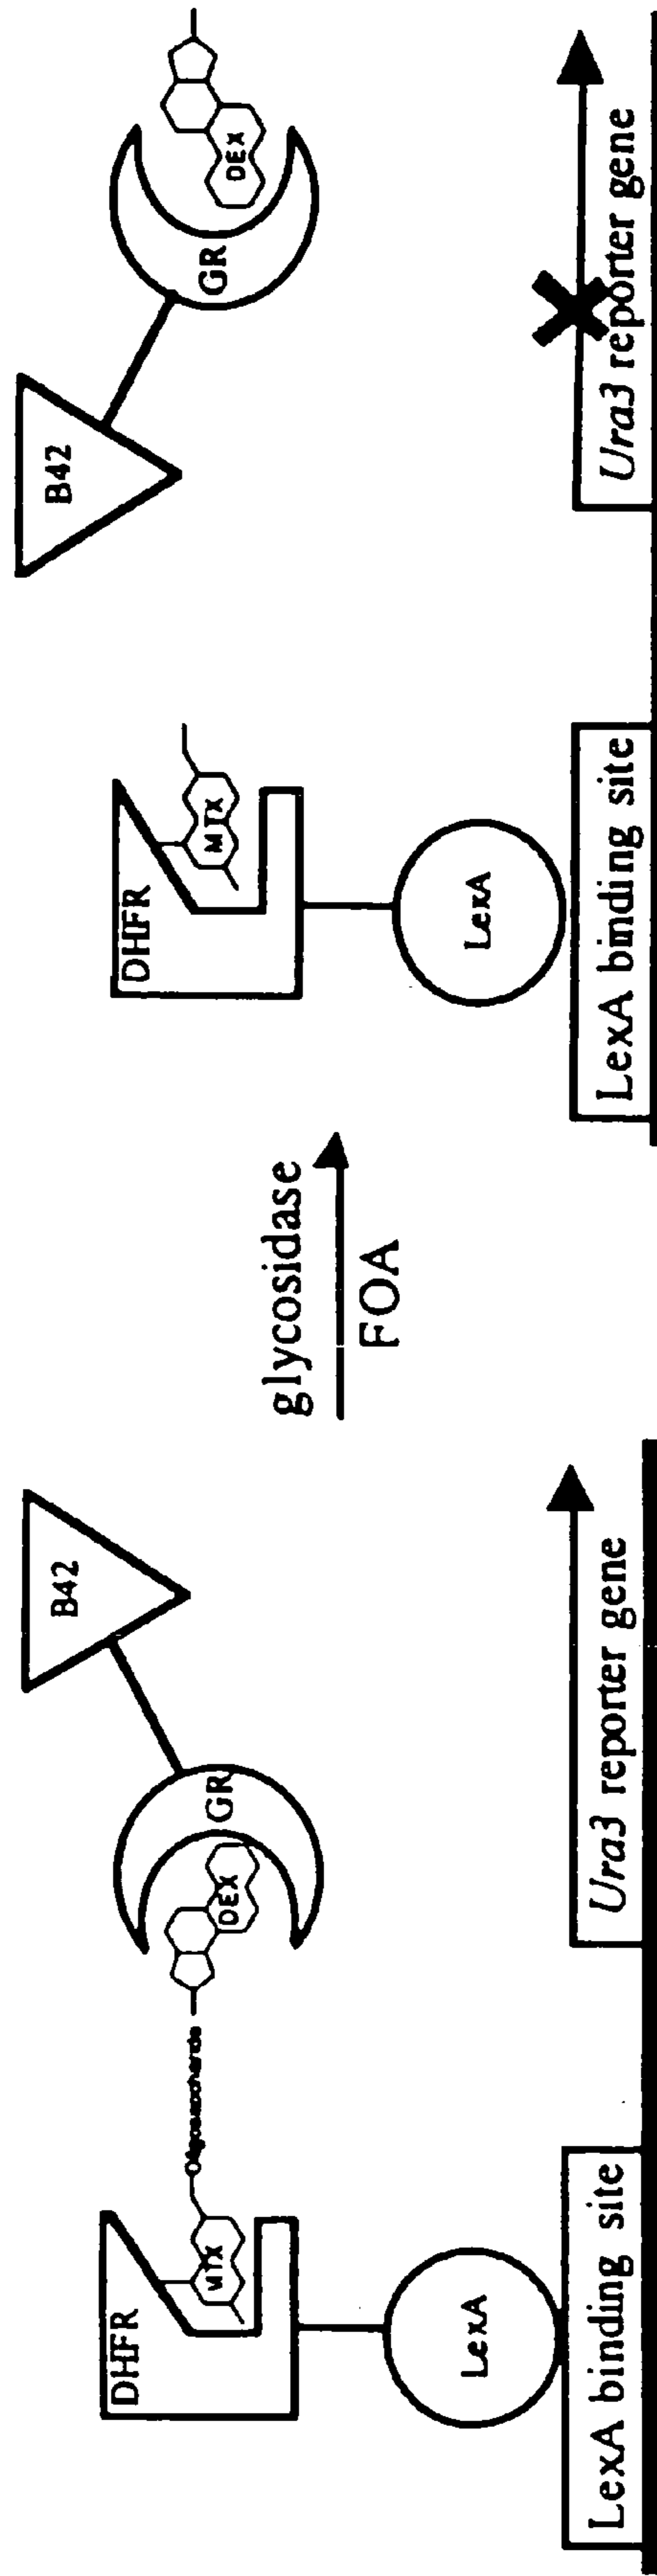 DHFR
MTX
Oligosaccharide
DEX
GR
B42
LexA
LexA binding site
Ura3 reporter gene
glycosidase
FOA
DHFR
MTX
LexA
LexA binding site
B42
GR
DEX
Ura3 reporter gene